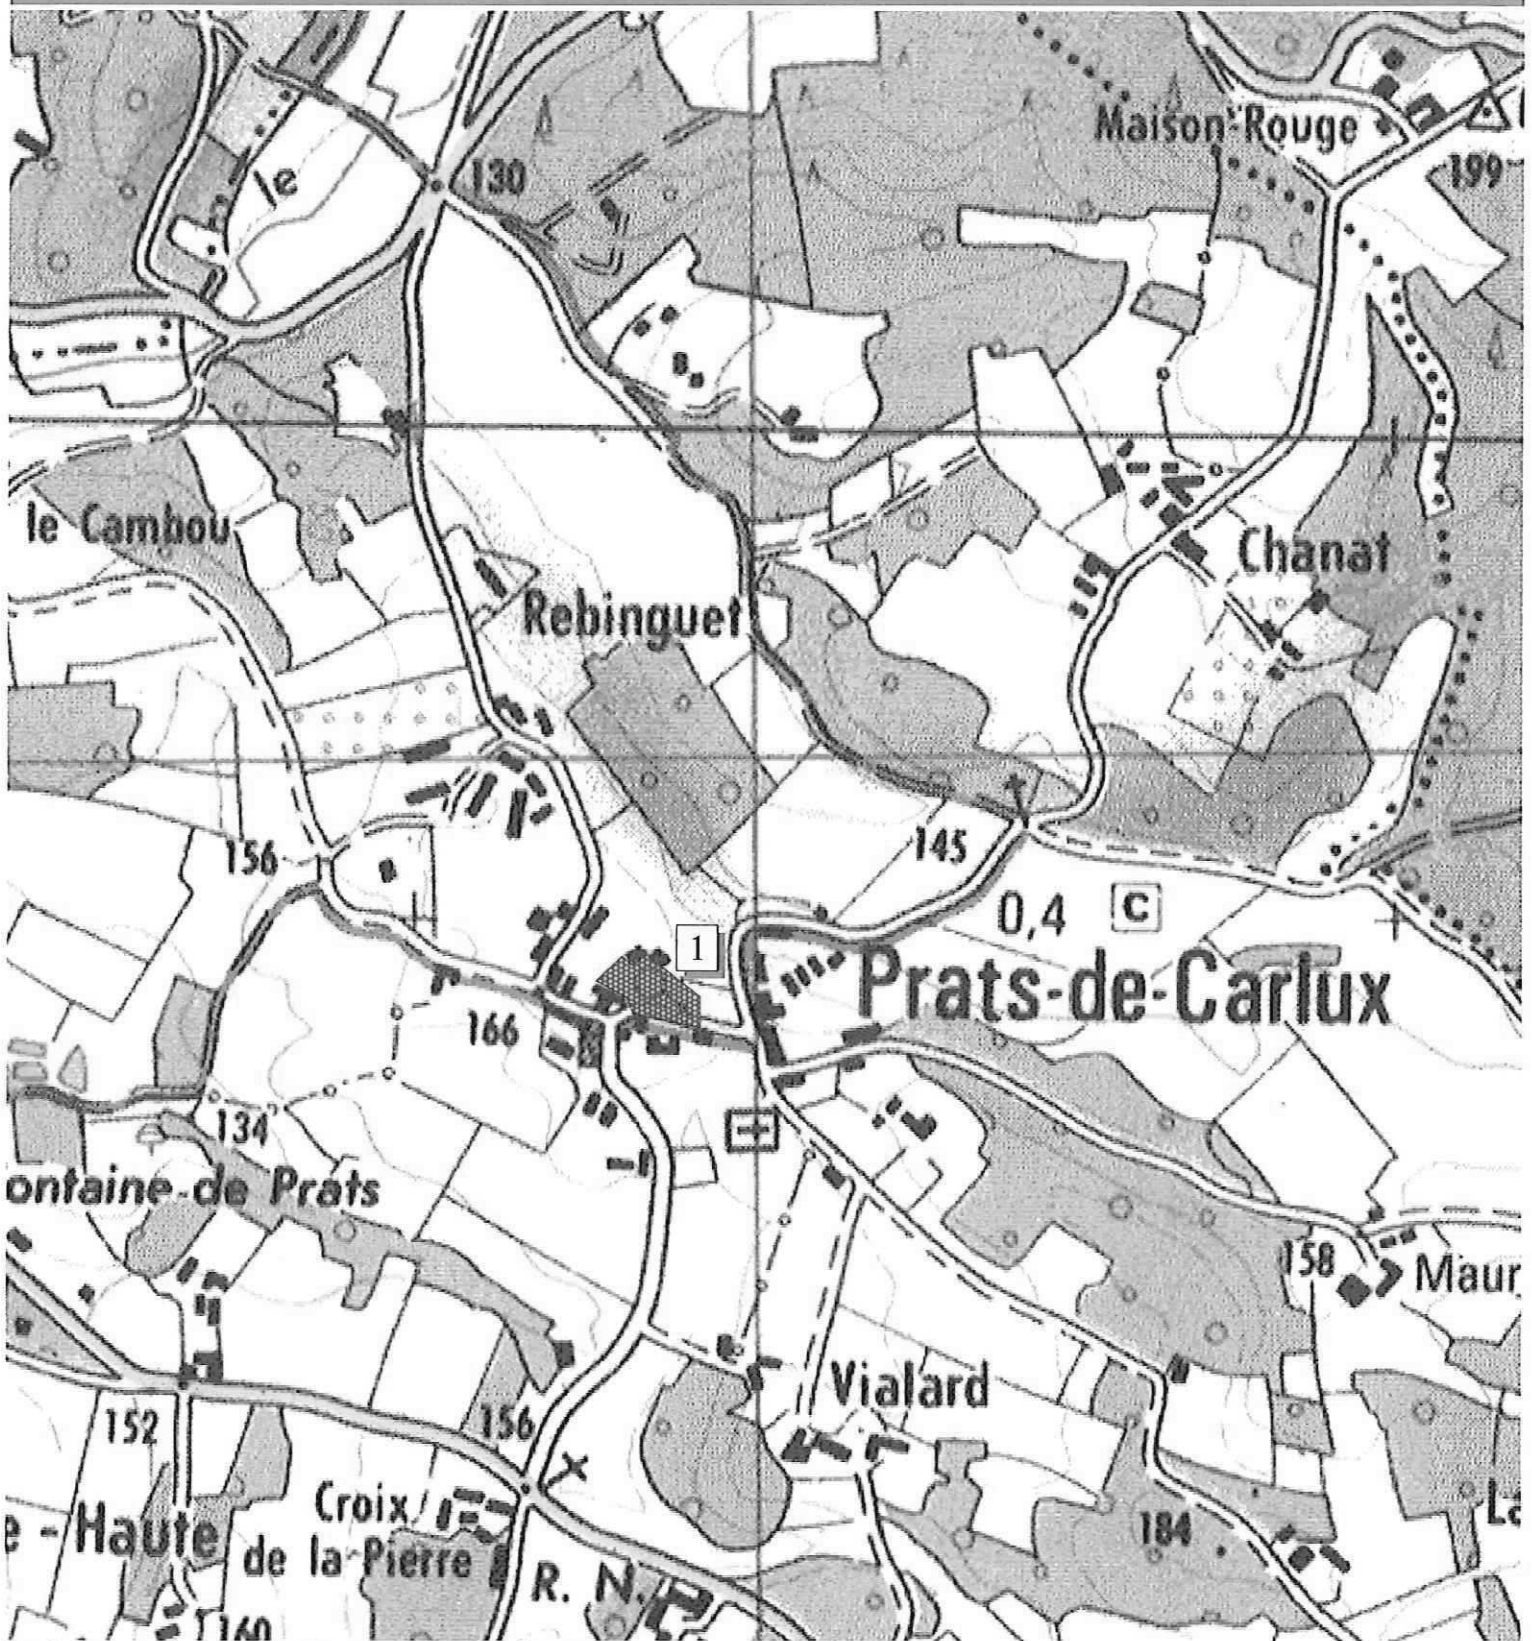 Maison-Rouge
130
le
199
le Cambou
Chanat
Rebinguet
156
145
0,4
C
1
Prats-de-Carlux
166
134
ontaine-de Prats
158
Maur
Vialard
152
156
Croix
de la Pierre
e - Haute
184
R. N.
160